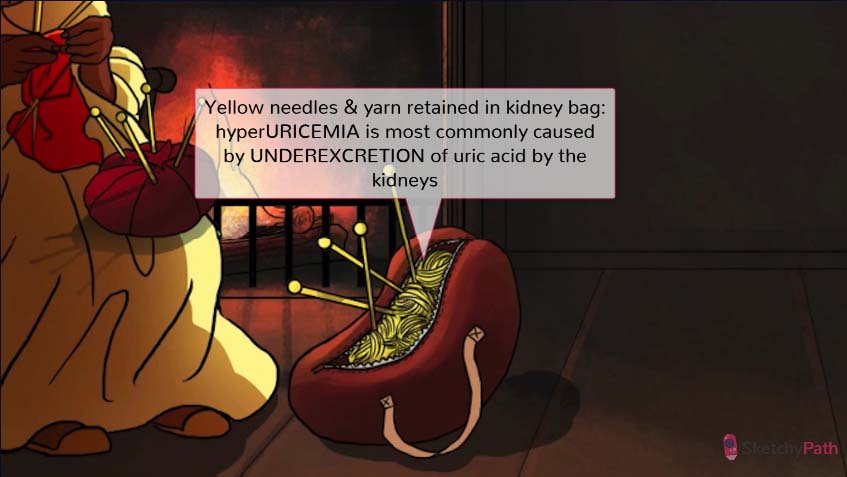 Yellow needles & yarn retained in kidney bag:
hyperURICEMIA is most commonly caused
by UNDEREXCRETION of uric acid by the
kidneys
SketchyPath